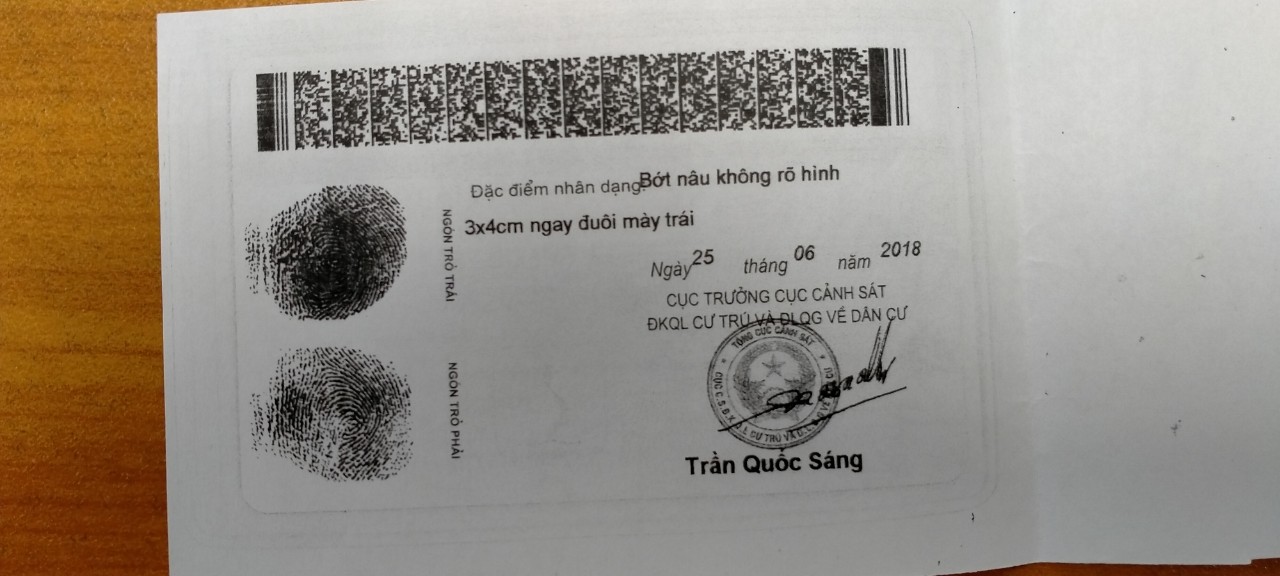 Đặc điểm nhân dạng: Bớt nâu không rõ hình
3x4cm ngay đuôi mày trái
NGÓN TRỎ TRÁI
Ngày 25 tháng 06 năm 2018
CỤC TRƯỞNG CỤC CẢNH SÁT
ĐKQL CƯ TRÚ VÀ DLQG VỀ DÂN CƯ
TỔNG CỤC CẢNH SÁT
CƯ TRÚ VÀ
NGÓN TRỎ PHẢI
Trần Quốc Sáng